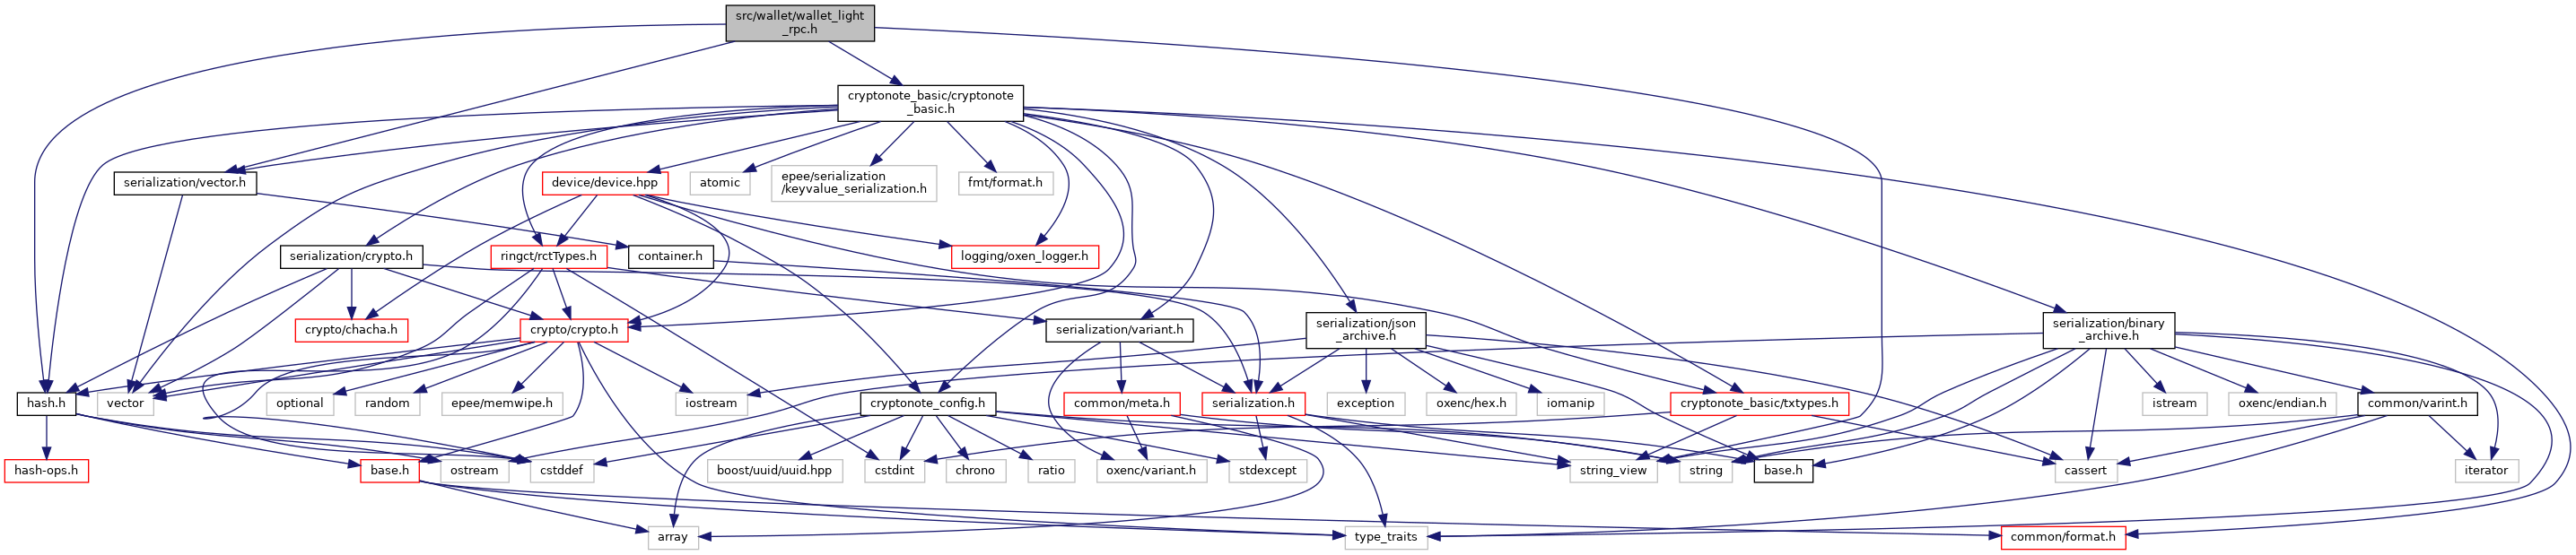 src/wallet/wallet_light
_rpc.h
cryptonote_basic/cryptonote
_basic.h
serialization/vector.h
device/device.hpp
atomic
epee/serialization
/keyvalue_serialization.h
fmt/format.h
serialization/crypto.h
ringct/rctTypes.h
container.h
logging/oxen_logger.h
crypto/chacha.h
crypto/crypto.h
serialization/variant.h
serialization/json
_archive.h
serialization/binary
_archive.h
hash.h
vector
optional
random
epee/memwipe.h
iostream
cryptonote_config.h
common/meta.h
serialization.h
exception
oxenc/hex.h
iomanip
cryptonote_basic/txtypes.h
istream
oxenc/endian.h
common/varint.h
hash-ops.h
base.h
ostream
cstddef
boost/uuid/uuid.hpp
cstdint
chrono
ratio
oxenc/variant.h
stdexcept
string_view
string
base.h
cassert
iterator
array
type_traits
common/format.h